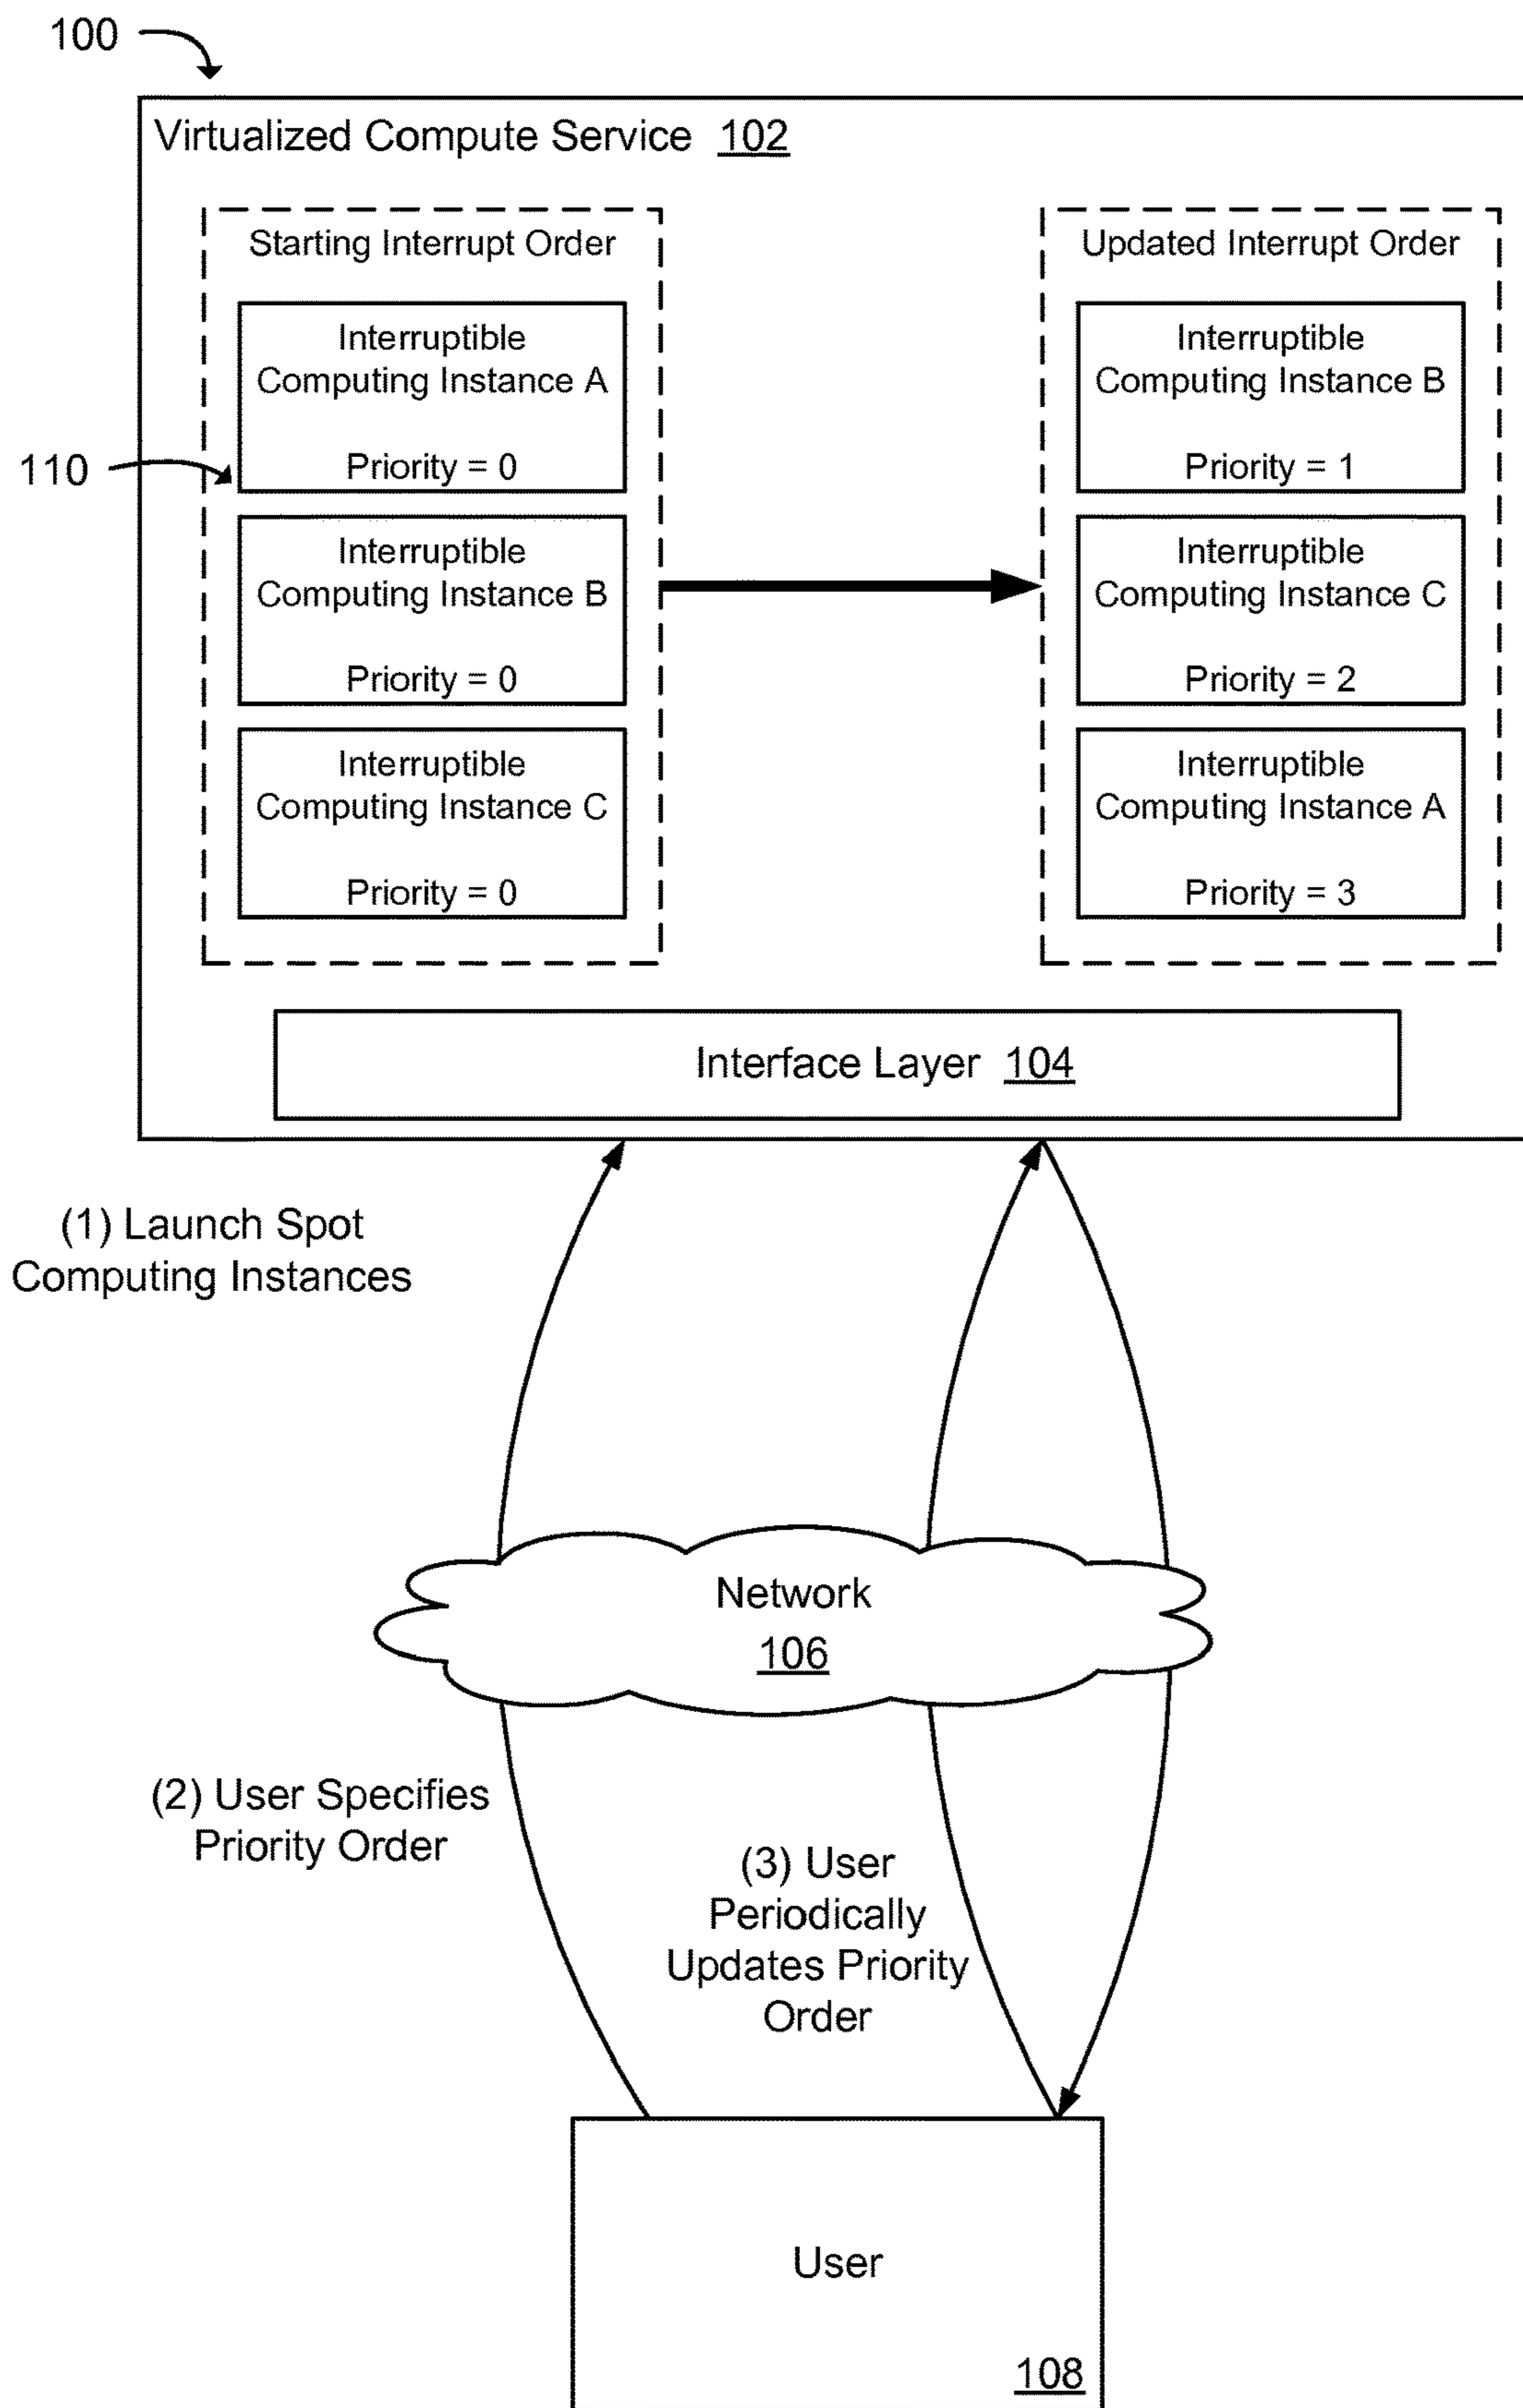 100
Virtualized Compute Service 102
Starting Interrupt Order
Interruptible
Computing Instance A
Priority = 0
110
Interruptible
Computing Instance B
Priority = 0
Interruptible
Computing Instance C
Priority = 0
Updated Interrupt Order
Interruptible
Computing Instance B
Priority = 1
Interruptible
Computing Instance C
Priority = 2
Interruptible
Computing Instance A
Priority = 3
Interface Layer 104
(1) Launch Spot
Computing Instances
Network
106
(2) User Specifies
Priority Order
(3) User
Periodically
Updates Priority
Order
User
108